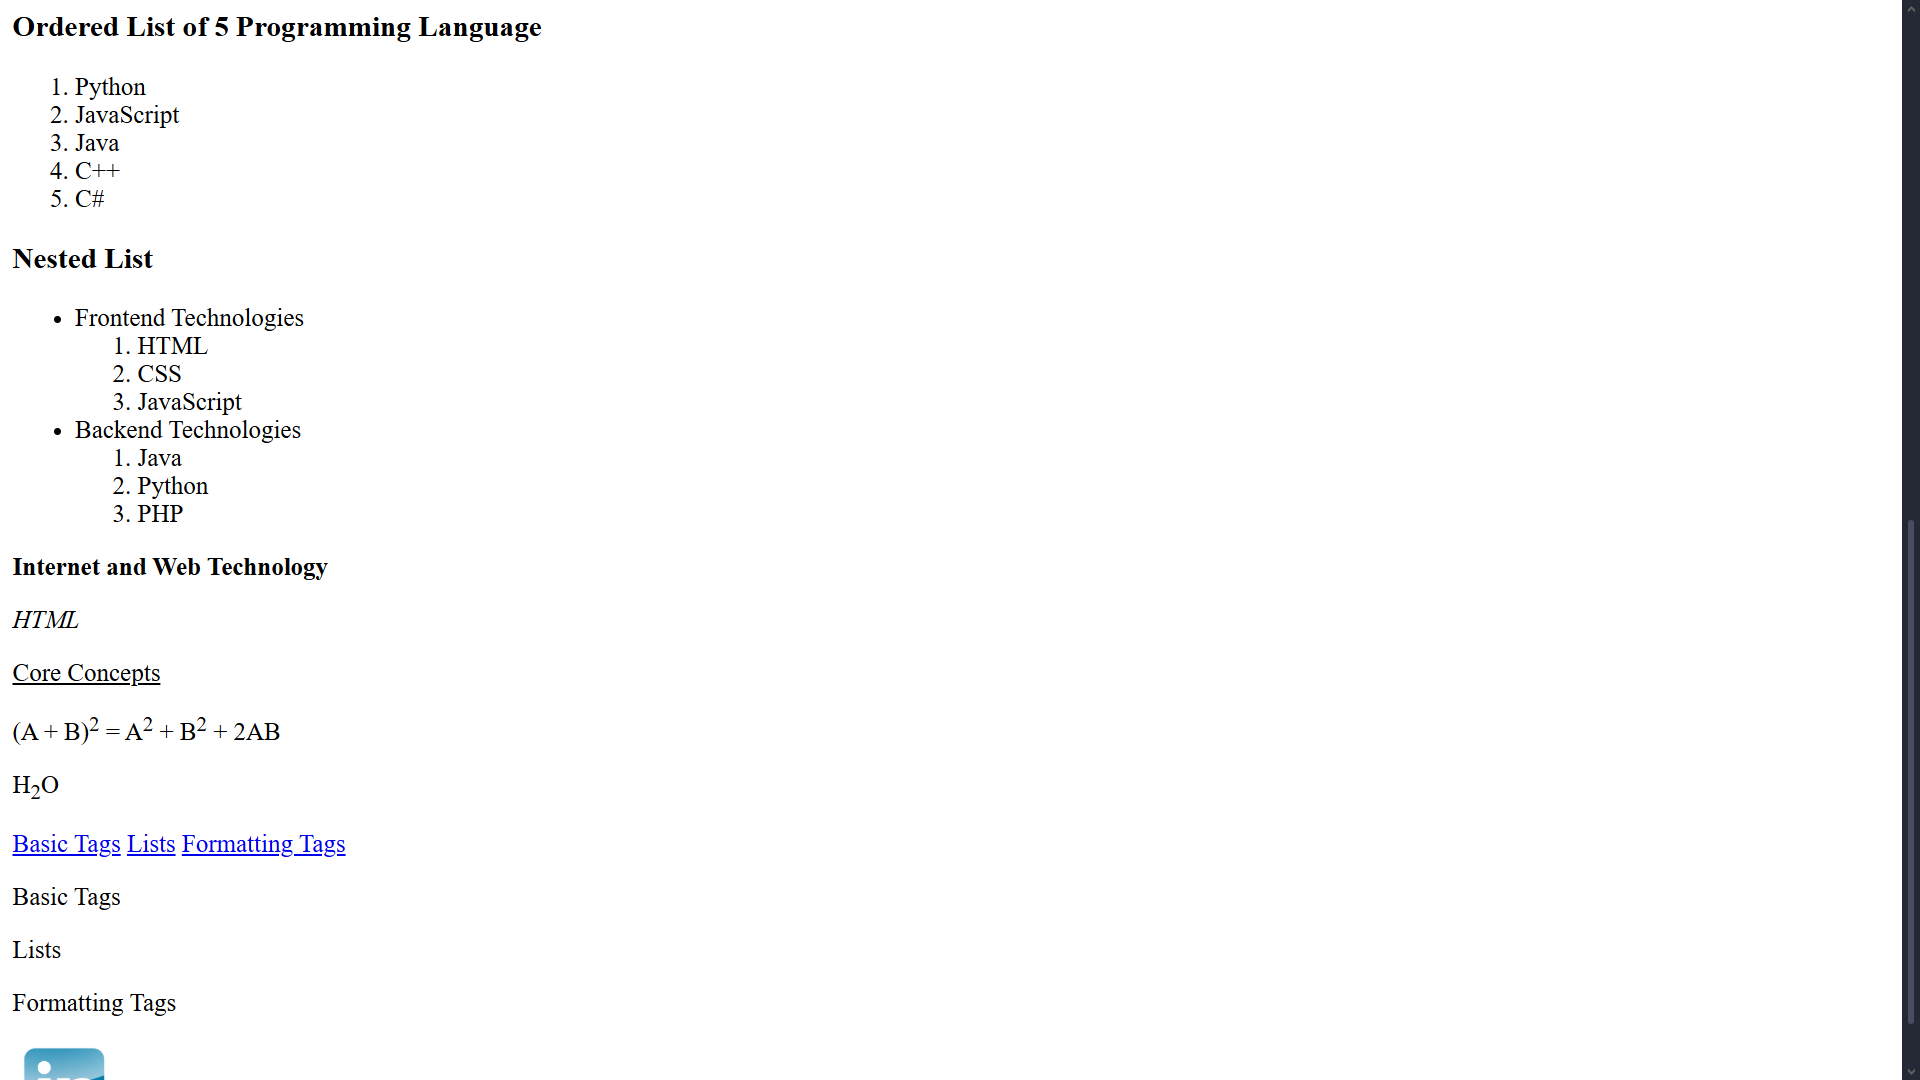 Ordered List of 5 Programming Language
1. Python
2. JavaScript
3. Java
4. C++
5. C#
Nested List
• Frontend Technologies
1. HTML
2. CSS
3. JavaScript
• Backend Technologies
1. Java
2. Python
3. PHP
Internet and Web Technology
HTML
Core Concepts
(A + B)² = A² + B² + 2AB
H₂O
Basic Tags Lists Formatting Tags
Basic Tags
Lists
Formatting Tags